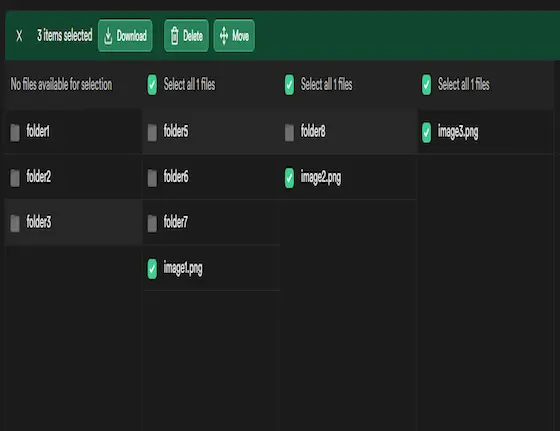 3 items selected Download Delete Move
No files available for selection Select all 1 files Select all 1 files Select all 1 files
folder1 folder5 folder8 image3.png
folder2 folder6 image2.png
folder3 folder7
image1.png